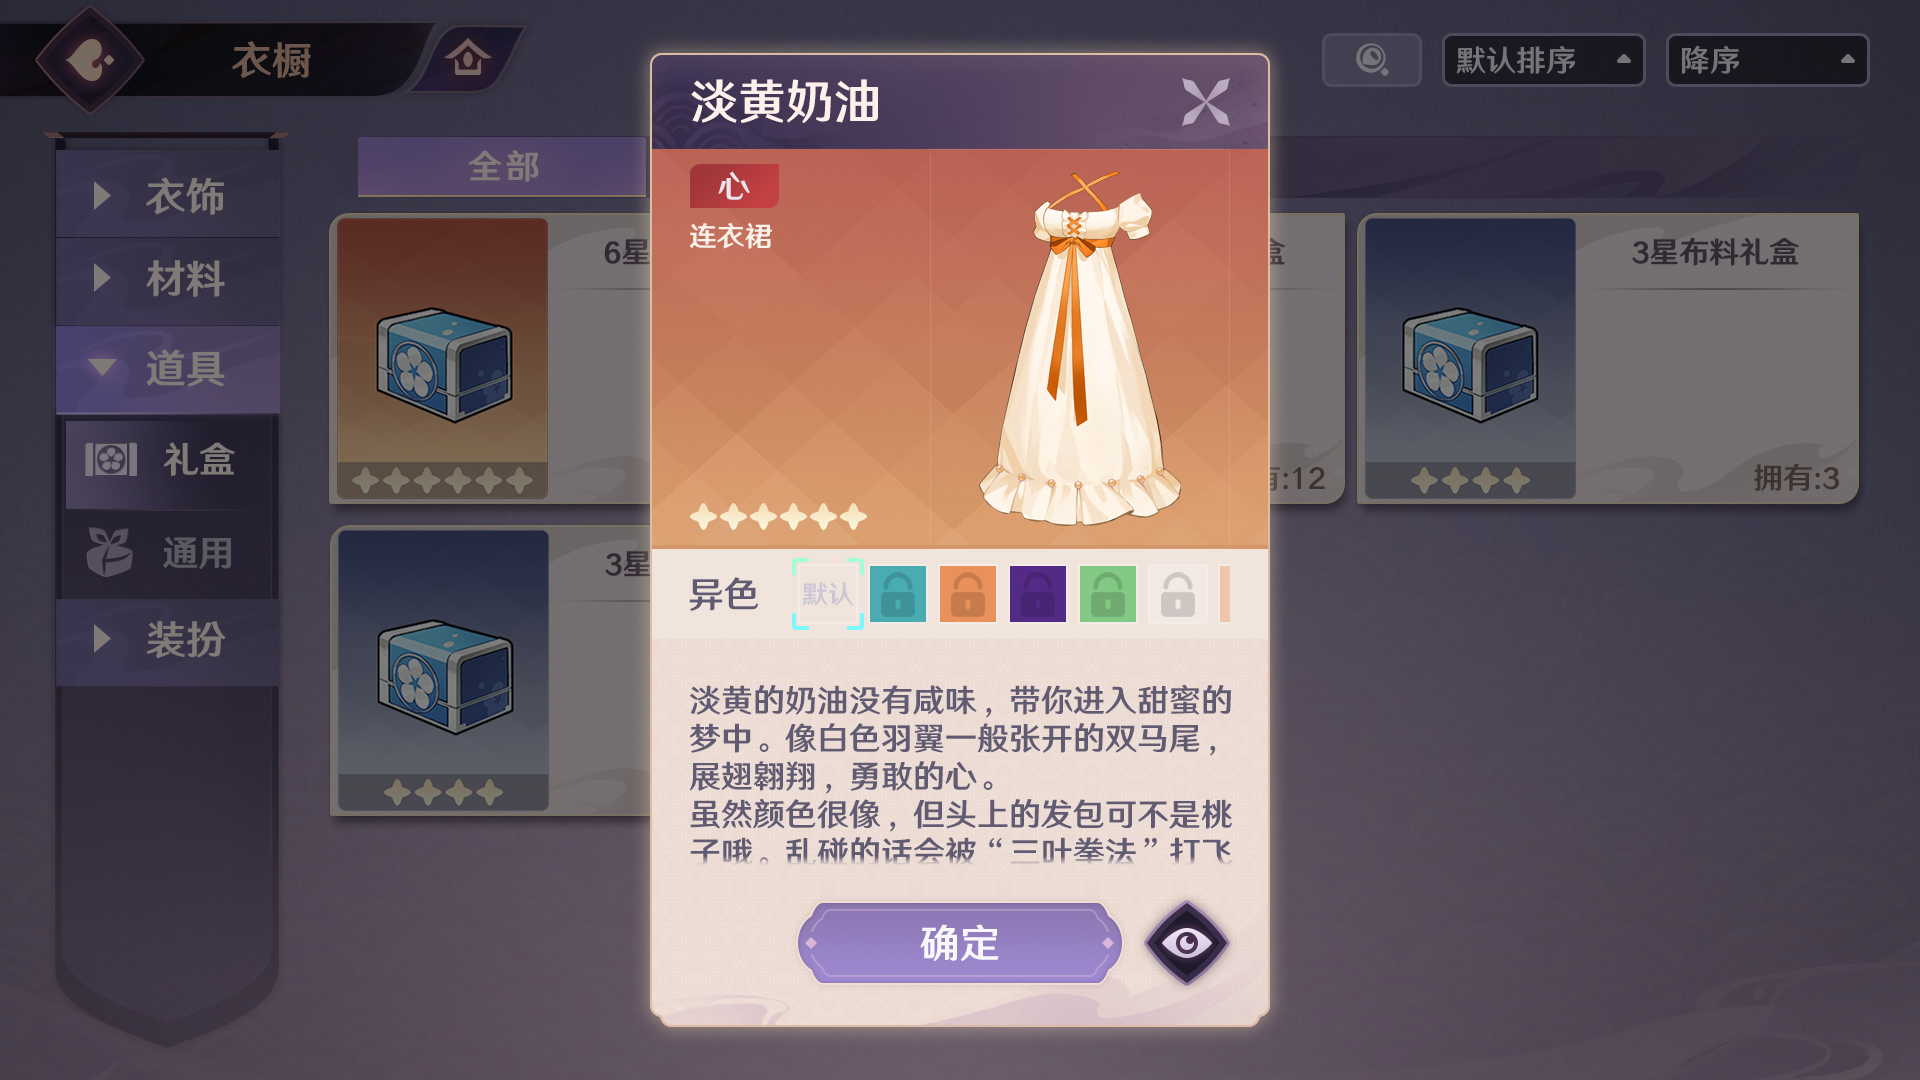 衣橱
默认排序
降序
衣饰
材料
道具
礼盒
通用
装扮
全部
6星
盒
有:12
3星布料礼盒
拥有:3
3星
淡黄奶油
心
连衣裙
异色
默认
淡黄的奶油没有咸味，带你进入甜蜜的
梦中。像白色羽翼一般张开的双马尾，
展翅翱翔，勇敢的心。
虽然颜色很像，但头上的发包可不是桃
子哦。乱碰的话会被“三叶拳法”打飞
确定